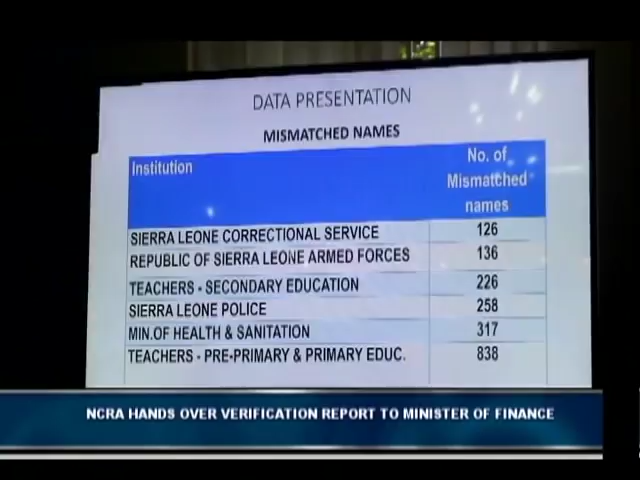 DATA PRESENTATION
MISMATCHED NAMES
Institution
No. of
Mismatched
names
SIERRA LEONE CORRECTIONAL SERVICE 126
REPUBLIC OF SIERRA LEONE ARMED FORCES 136
TEACHERS - SECONDARY EDUCATION 226
SIERRA LEONE POLICE 258
MIN.OF HEALTH & SANITATION 317
TEACHERS - PRE-PRIMARY & PRIMARY EDUC. 838
NCRA HANDS OVER VERIFICATION REPORT TO MINISTER OF FINANCE